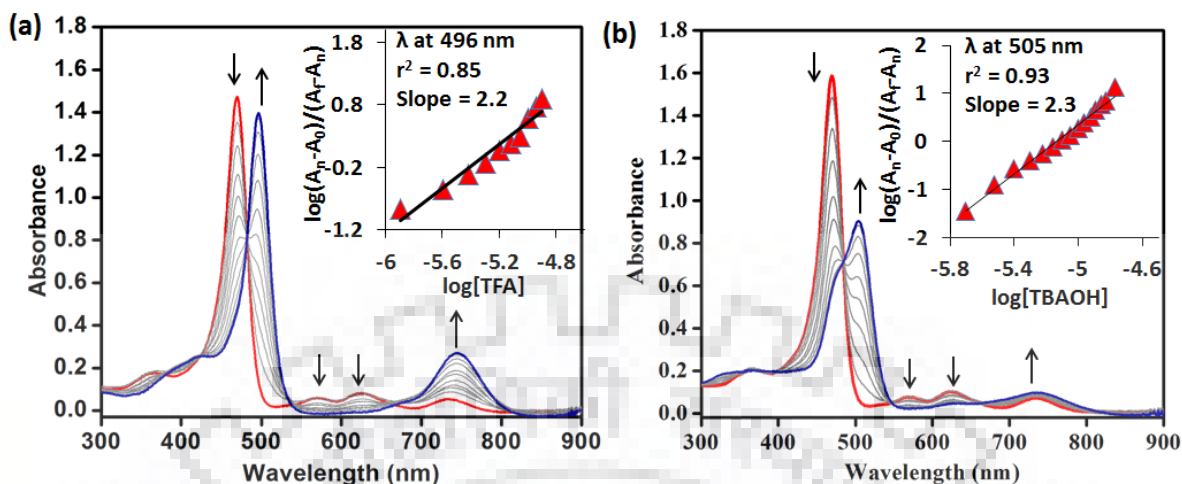 (a)
1.8
1.6
1.4
1.2
1.0
0.8
0.6
0.4
0.2
0.0
Absorbance
300 400 500 600 700 800 900
Wavelength (nm)
λ at 496 nm
r² = 0.85
Slope = 2.2
1.8
0.8
-0.2
-1.2
log(Aₙ-A₀)/(A_f-Aₙ)
-6 -5.6 -5.2 -4.8
log[TFA]
(b)
1.8
1.6
1.4
1.2
1.0
0.8
0.6
0.4
0.2
0.0
Absorbance
300 400 500 600 700 800 900
Wavelength (nm)
λ at 505 nm
r² = 0.93
Slope = 2.3
2
1
0
-1
-2
log(Aₙ-A₀)/(A_f-Aₙ)
-5.8 -5.4 -5 -4.6
log[TBAOH]